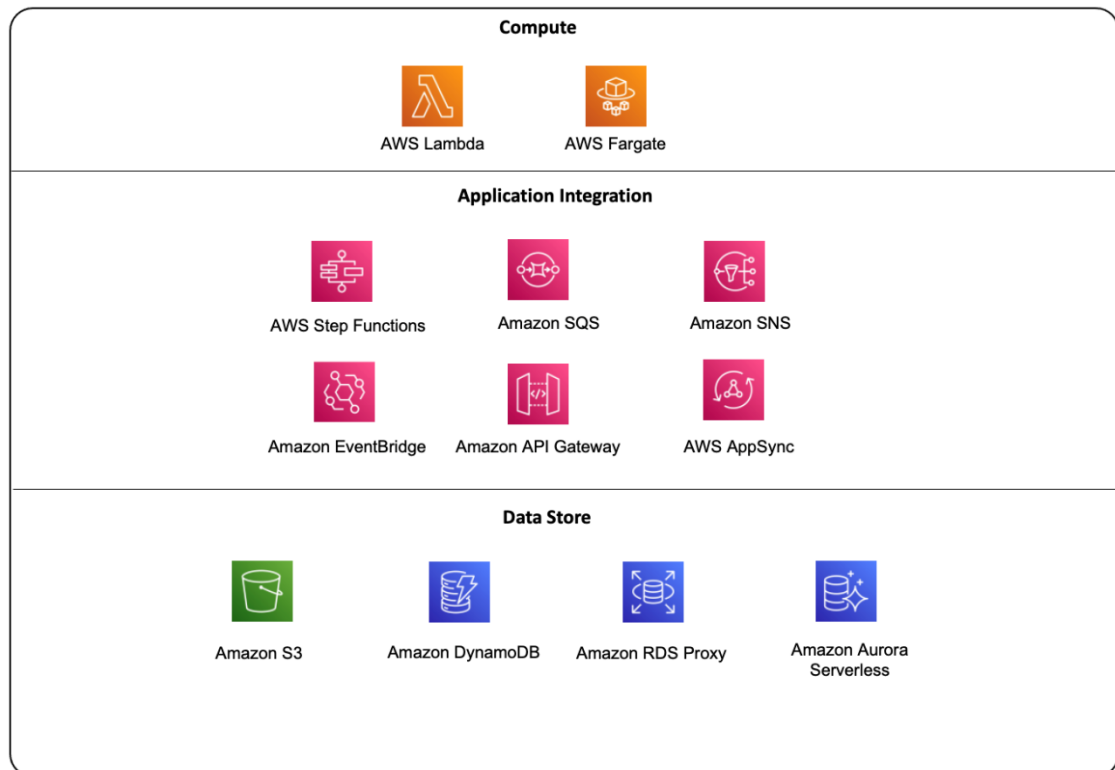 Compute
AWS Lambda
AWS Fargate
Application Integration
AWS Step Functions
Amazon SQS
Amazon SNS
Amazon EventBridge
Amazon API Gateway
AWS AppSync
Data Store
Amazon S3
Amazon DynamoDB
Amazon RDS Proxy
Amazon Aurora
Serverless